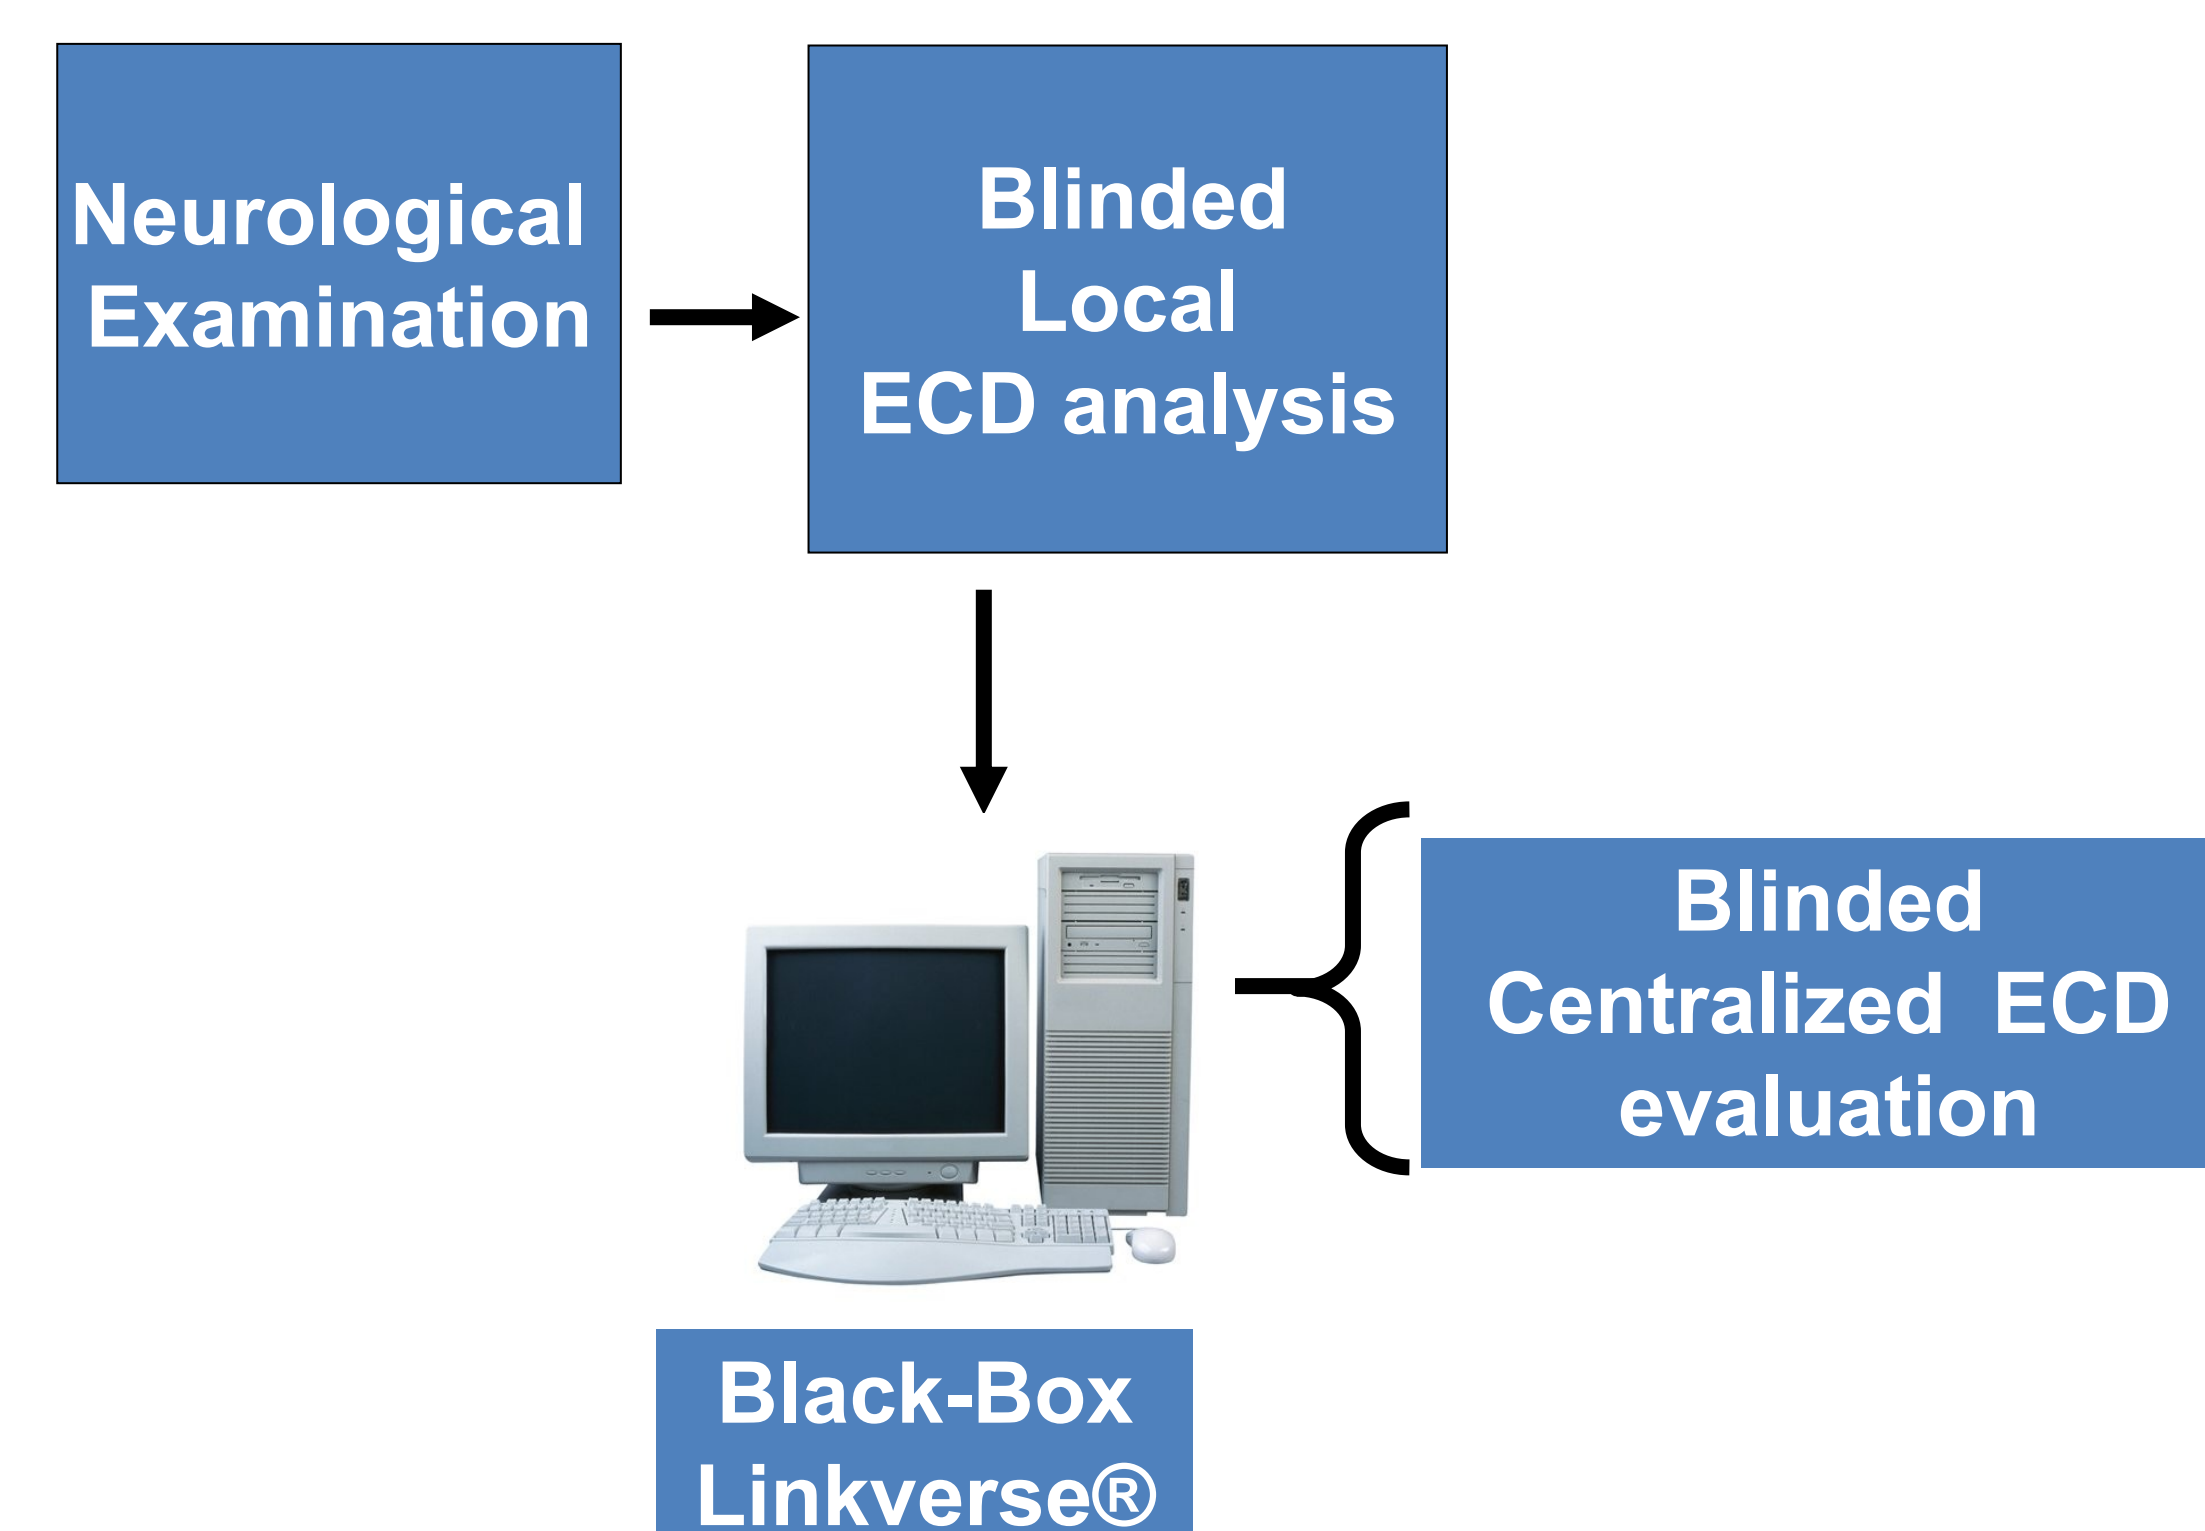 Neurological
Examination
Blinded
Local
ECD analysis
Blinded
Centralized ECD
evaluation
Black-Box
Linkverse®